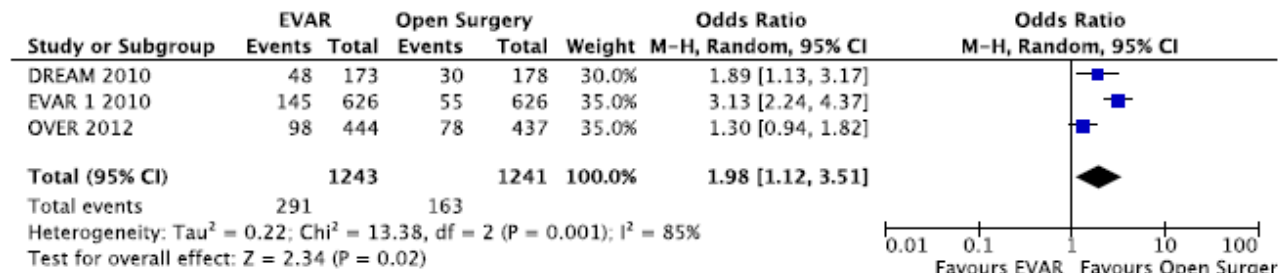 EVAR Open Surgery Odds Ratio Odds Ratio
Study or Subgroup Events Total Events Total Weight M-H, Random, 95% CI M-H, Random, 95% CI
DREAM 2010 48 173 30 178 30.0% 1.89 [1.13, 3.17]
EVAR 1 2010 145 626 55 626 35.0% 3.13 [2.24, 4.37]
OVER 2012 98 444 78 437 35.0% 1.30 [0.94, 1.82]
Total (95% CI) 1243 1241 100.0% 1.98 [1.12, 3.51]
Total events 291 163
Heterogeneity: Tau² = 0.22; Chi² = 13.38, df = 2 (P = 0.001); I² = 85%
Test for overall effect: Z = 2.34 (P = 0.02)
0.01 0.1 1 10 100
Favours EVAR Favours Open Surger